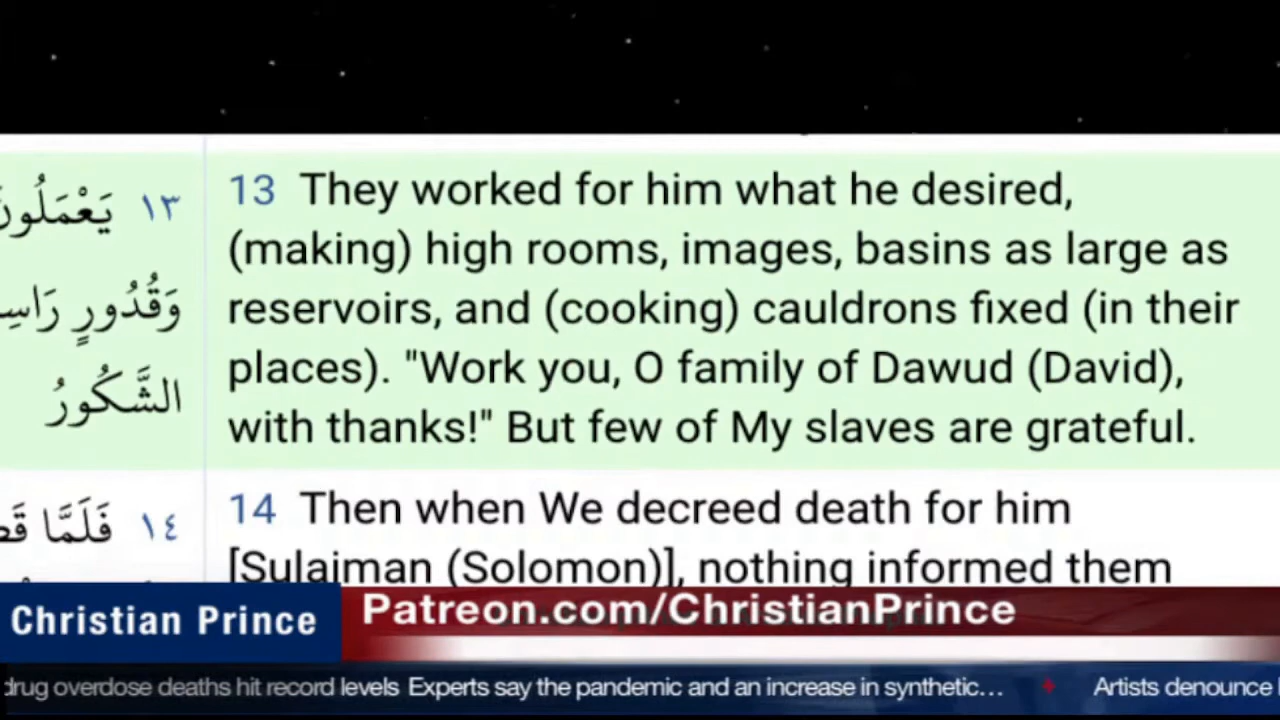 ١٣ يَعْمَلُونَ
وَقُدُورٍ رَاسِ
الشَّكُورُ
13 They worked for him what he desired,
(making) high rooms, images, basins as large as
reservoirs, and (cooking) cauldrons fixed (in their
places). "Work you, O family of Dawud (David),
with thanks!" But few of My slaves are grateful.
١٤ فَلَمَّا قَضَ
14 Then when We decreed death for him
[Sulaiman (Solomon)], nothing informed them
Christian Prince
Patreon.com/ChristianPrince
drug overdose deaths hit record levels Experts say the pandemic and an increase in synthetic… Artists denounce